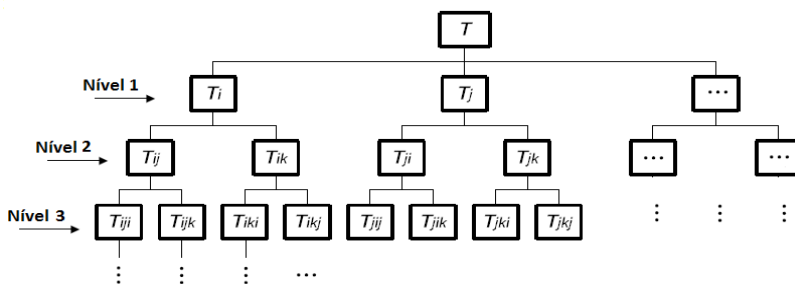 T
Nível 1
Ti Tj ...
Nível 2
Tij Tik Tji Tjk ... ...
Nível 3
Tiji Tijk Tiki Tikj Tjij Tjik Tjki Tjkj
...